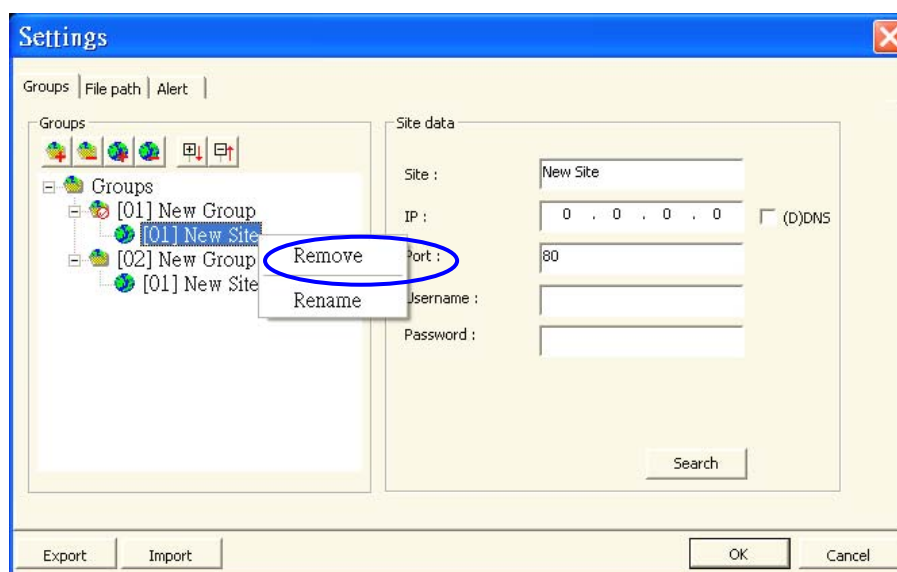 Settings
Groups File path Alert
Groups
Groups
[01] New Group
[01] New Site
[02] New Group
[01] New Site
Remove
Rename
Site data
Site : New Site
IP : 0 . 0 . 0 . 0 (D)DNS
Port : 80
Username :
Password :
Search
Export Import OK Cancel